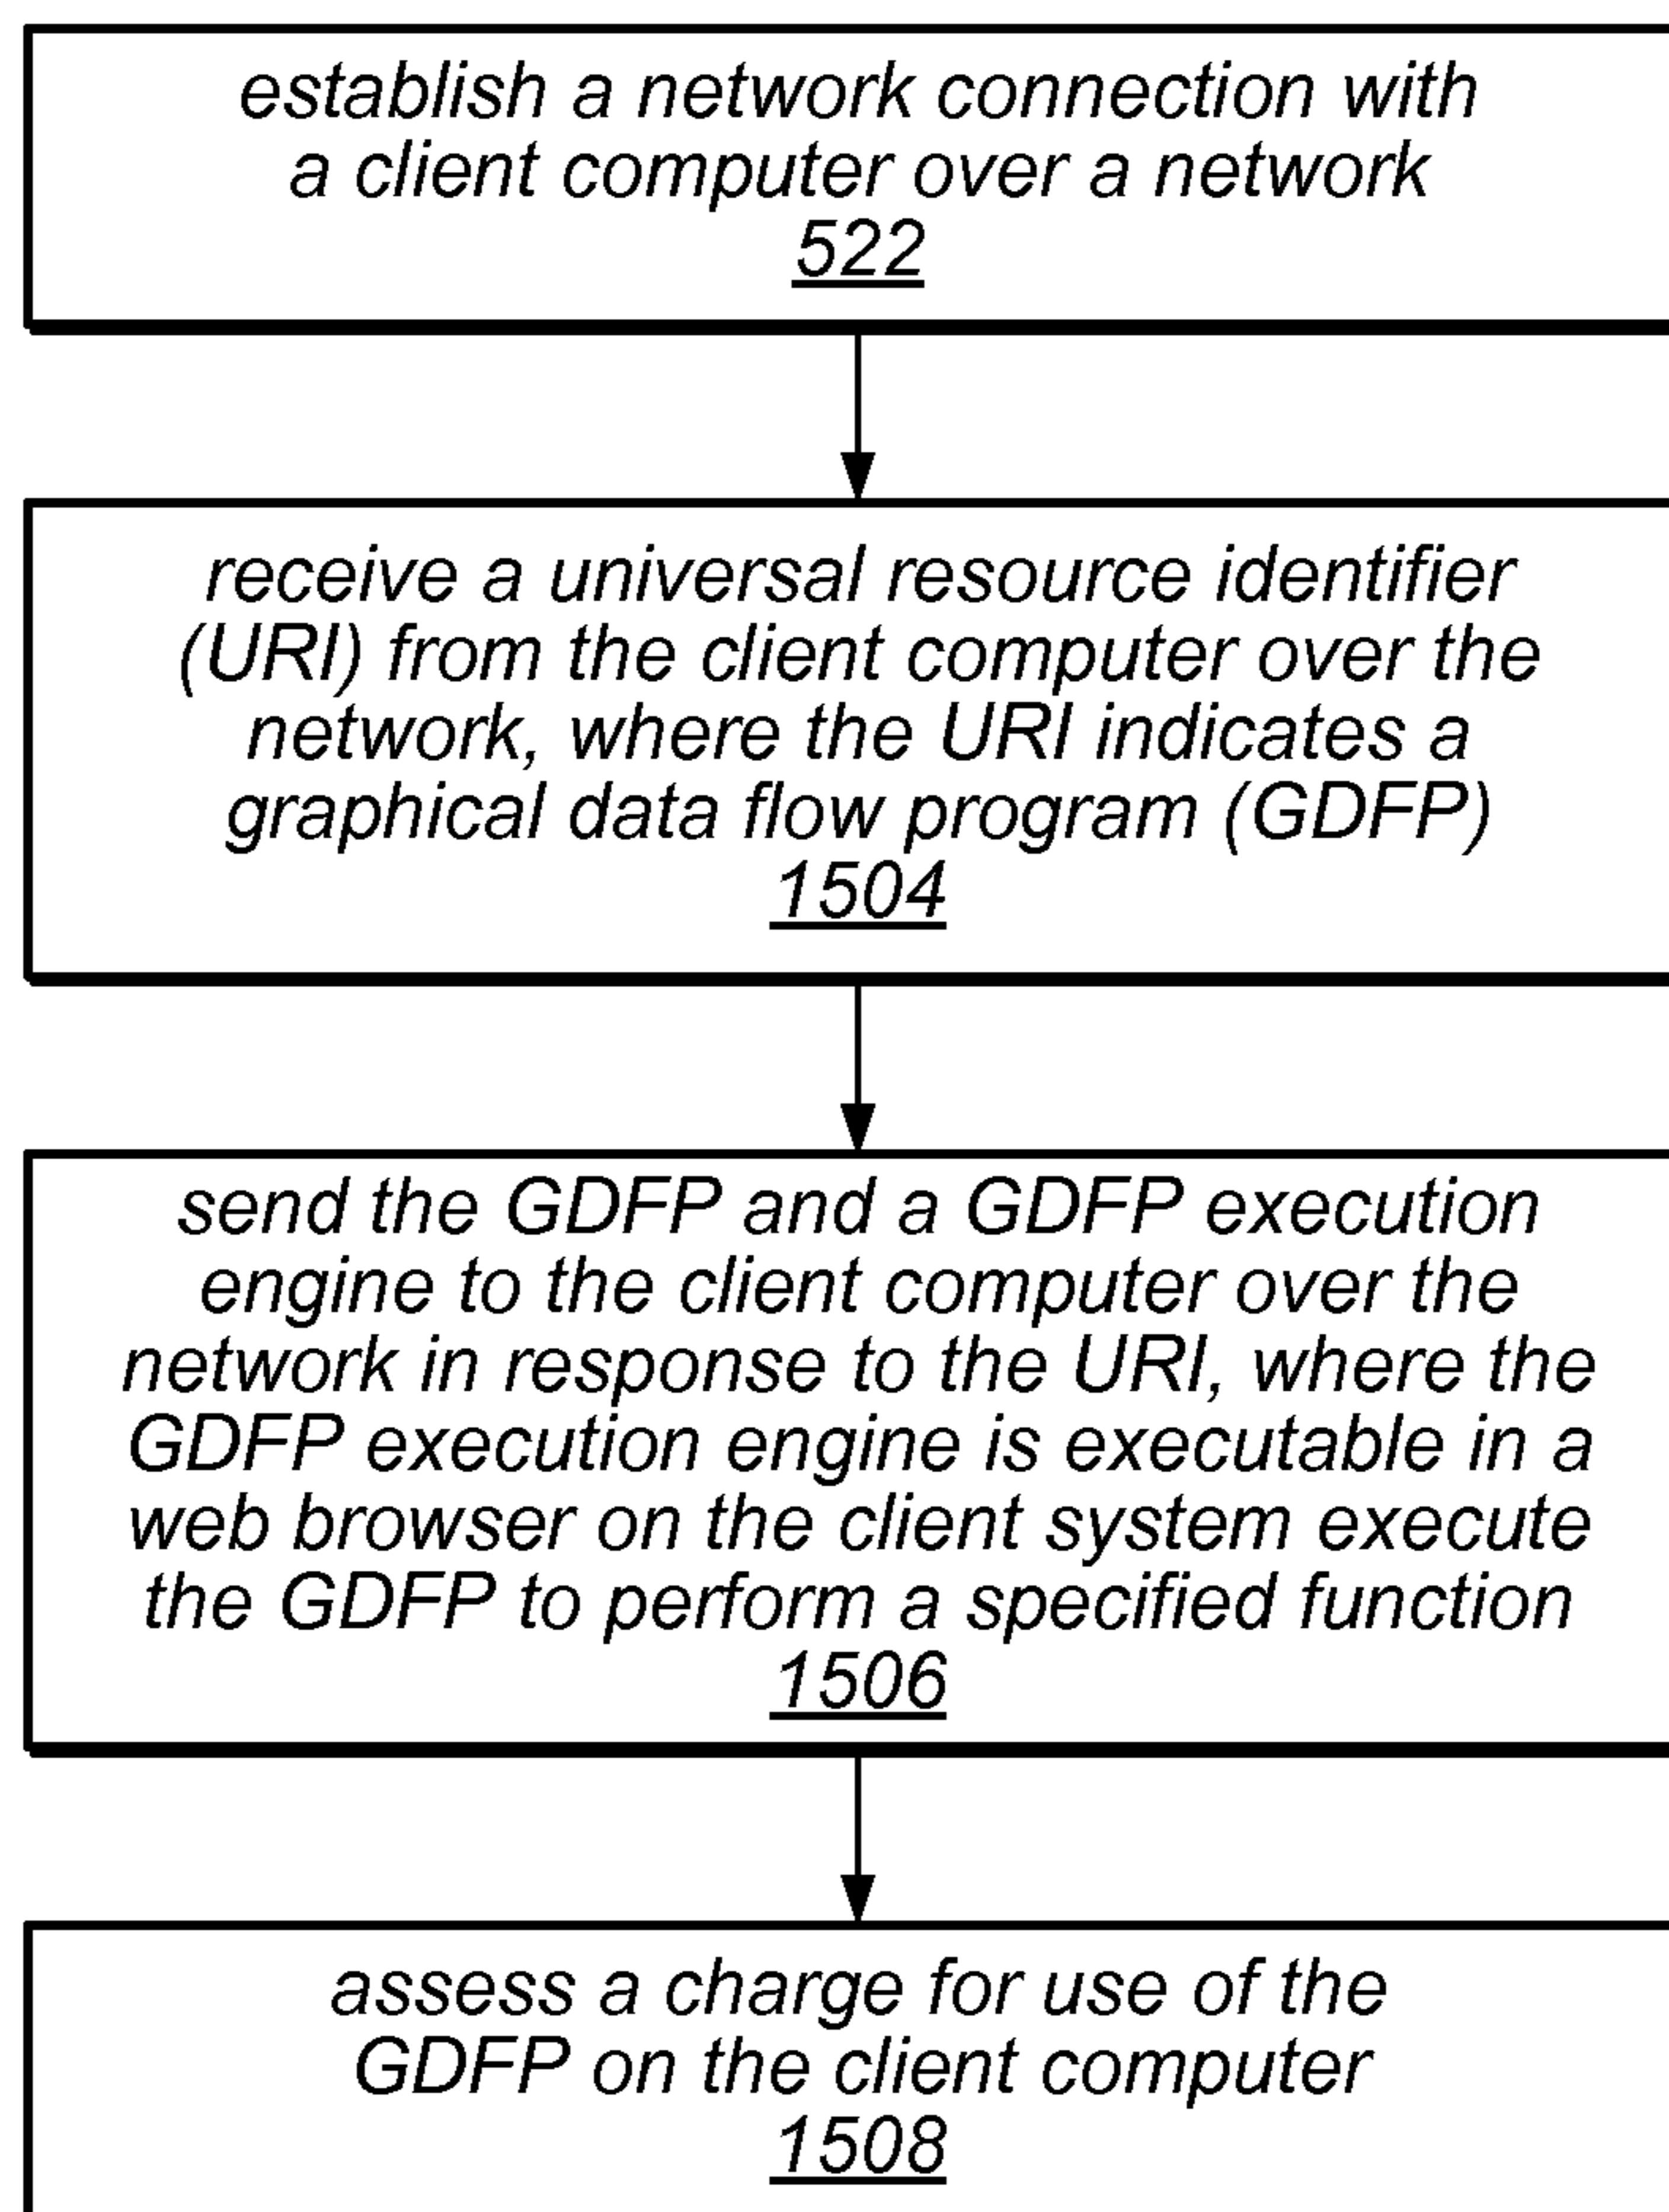 establish a network connection with
a client computer over a network
522
receive a universal resource identifier
(URI) from the client computer over the
network, where the URI indicates a
graphical data flow program (GDFP)
1504
send the GDFP and a GDFP execution
engine to the client computer over the
network in response to the URI, where the
GDFP execution engine is executable in a
web browser on the client system execute
the GDFP to perform a specified function
1506
assess a charge for use of the
GDFP on the client computer
1508